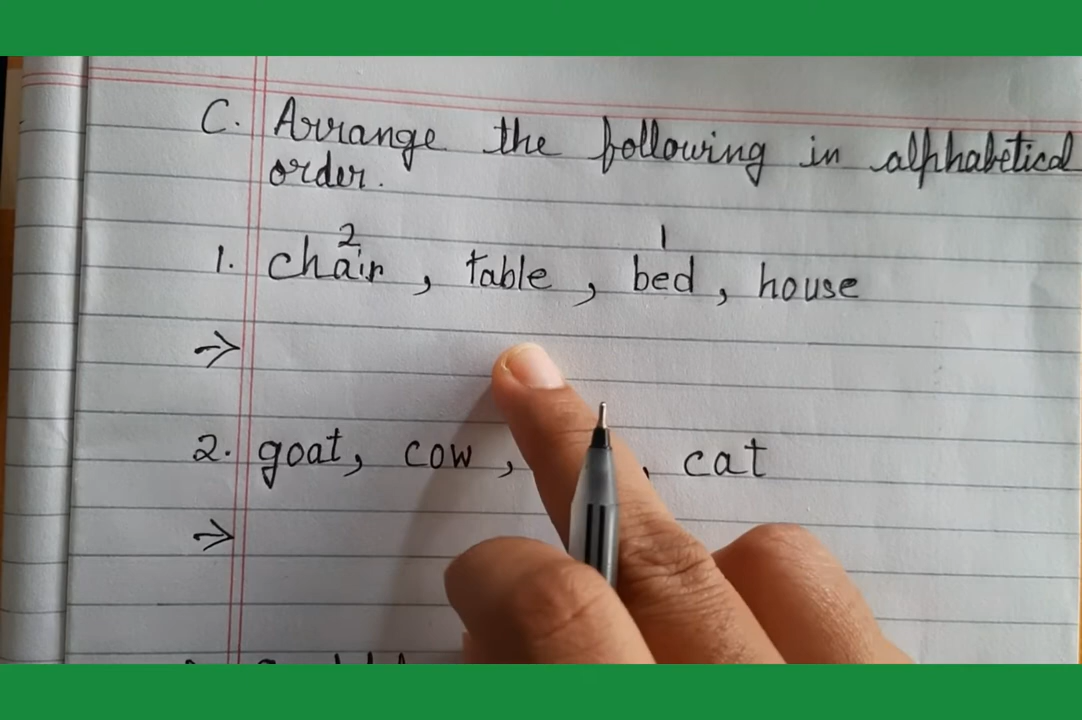 C. Arrange the following in alphabetical
order.
2 1
1. chair, table, bed, house
⇒
2. goat, cow, , cat
⇒